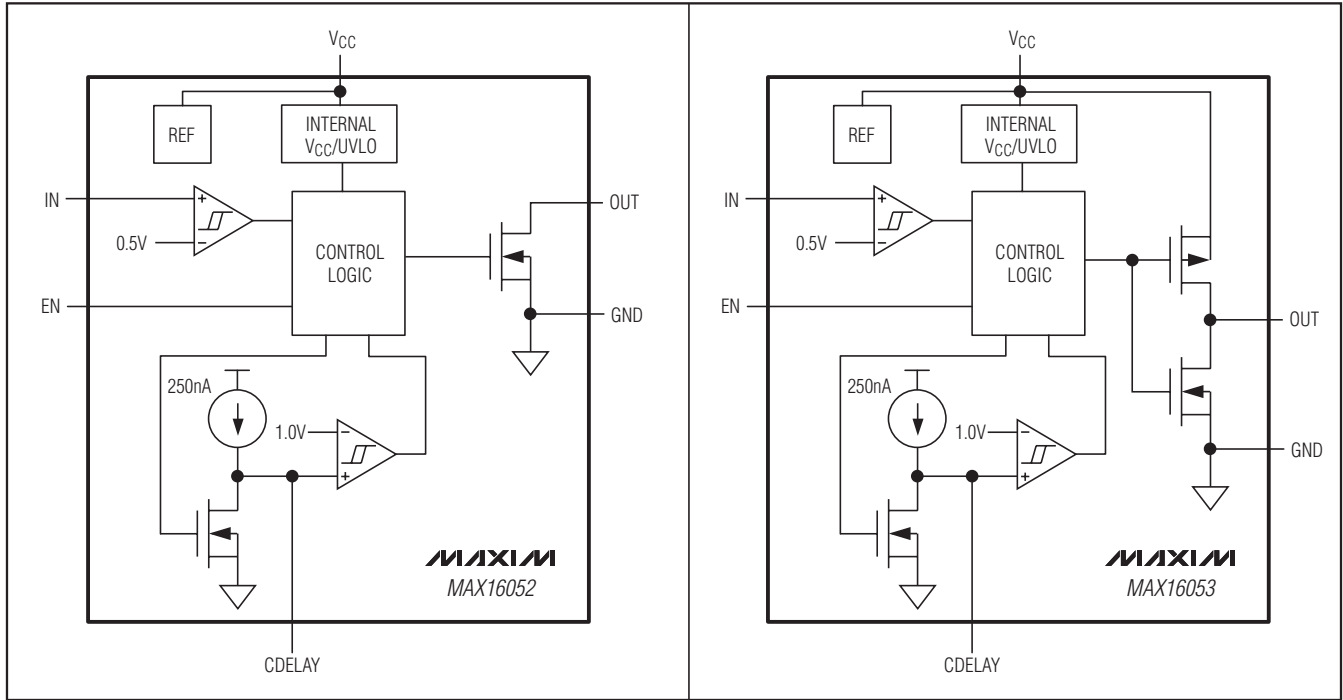 VCC
REF
INTERNAL
VCC/UVLO
IN
+
0.5V
−
CONTROL
LOGIC
OUT
EN
GND
250nA
1.0V
−
+
MAXIM
MAX16052
CDELAY
VCC
REF
INTERNAL
VCC/UVLO
IN
+
0.5V
−
CONTROL
LOGIC
EN
OUT
250nA
1.0V
−
+
GND
MAXIM
MAX16053
CDELAY